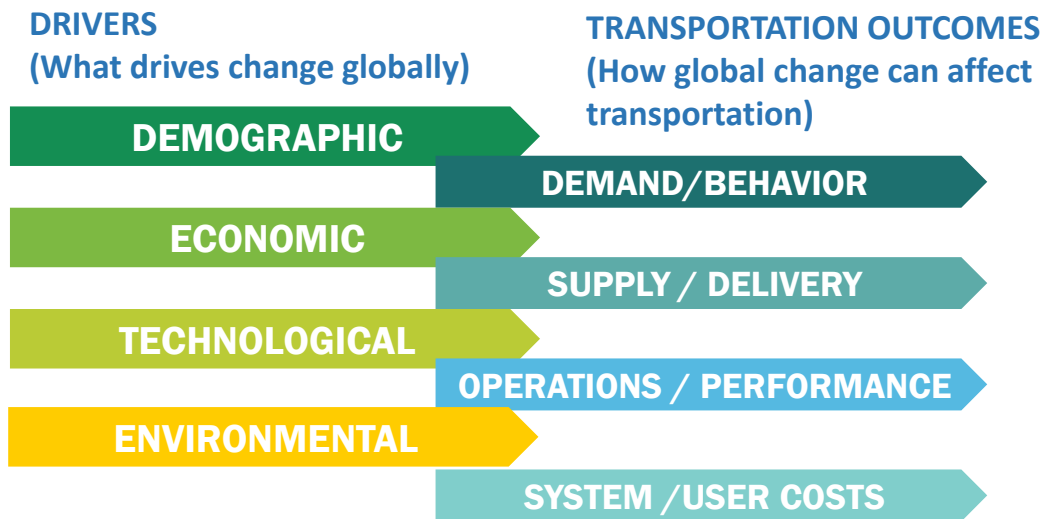 DRIVERS
(What drives change globally)
TRANSPORTATION OUTCOMES
(How global change can affect
transportation)
DEMOGRAPHIC
DEMAND/BEHAVIOR
ECONOMIC
SUPPLY / DELIVERY
TECHNOLOGICAL
OPERATIONS / PERFORMANCE
ENVIRONMENTAL
SYSTEM /USER COSTS